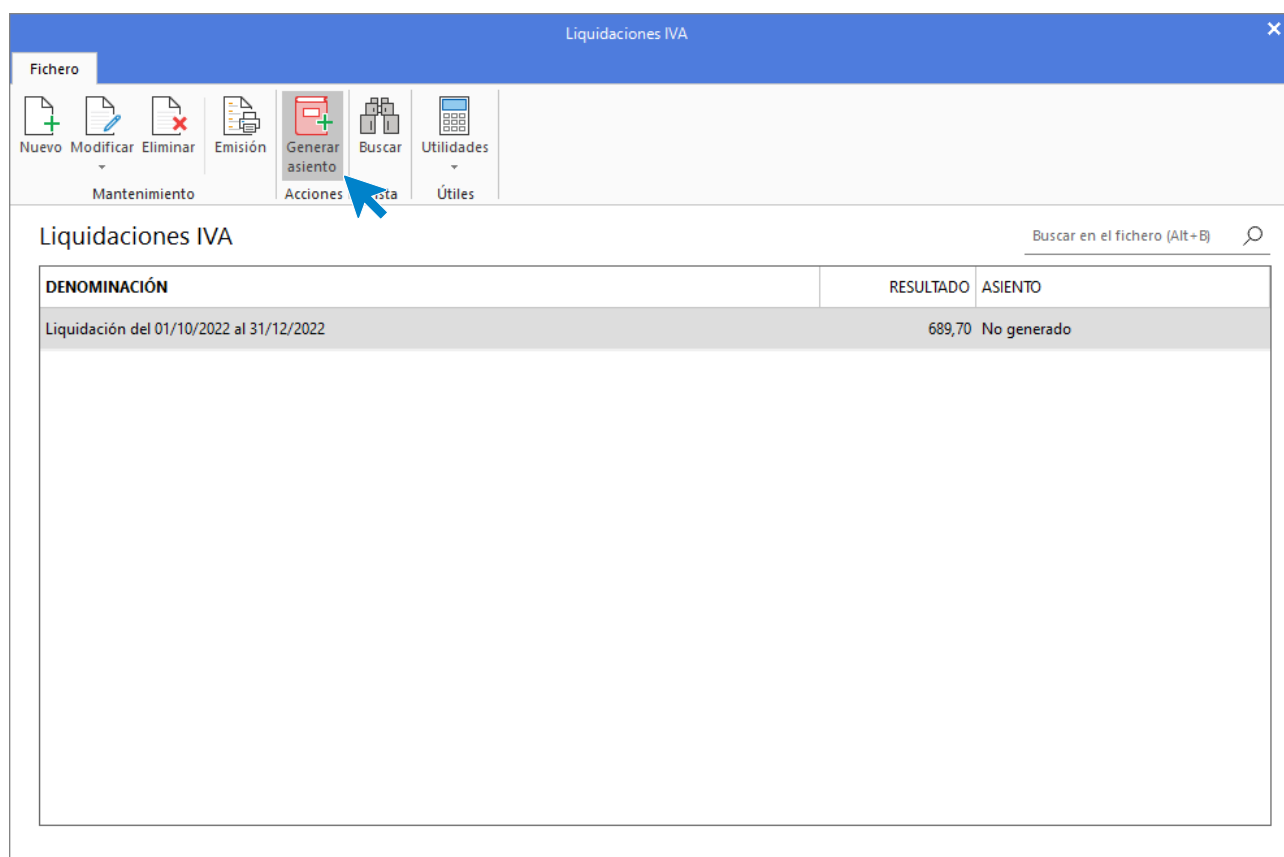 Liquidaciones IVA
Fichero
Nuevo Modificar Eliminar Emisión Generar asiento Buscar Utilidades
Mantenimiento Acciones Útiles
Liquidaciones IVA
Buscar en el fichero (Alt+B)
DENOMINACIÓN RESULTADO ASIENTO
Liquidación del 01/10/2022 al 31/12/2022 689,70 No generado